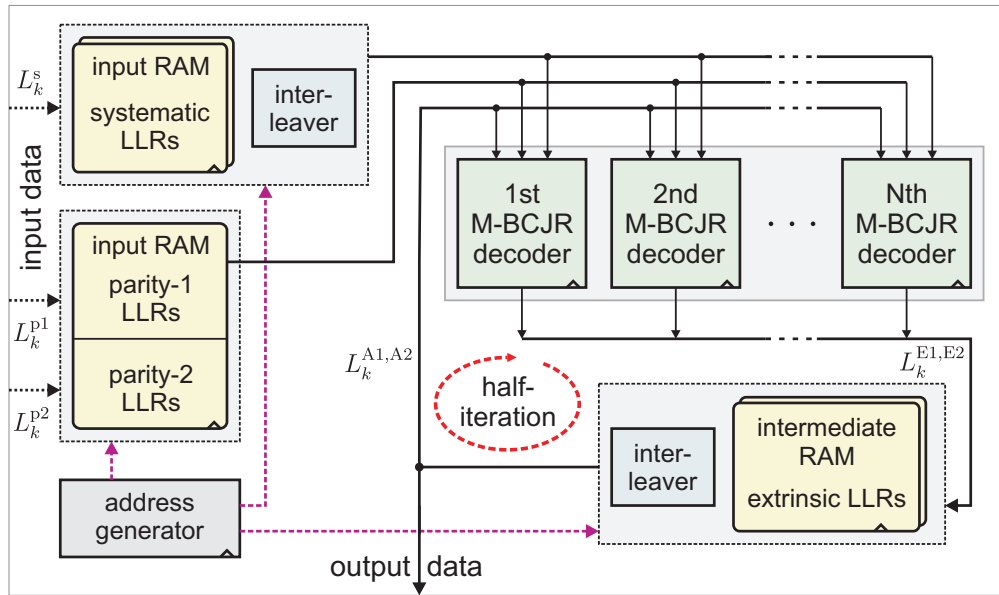 input RAM
systematic
LLRs
inter-
leaver
L_k^s
input data
input RAM
parity-1
LLRs
parity-2
LLRs
L_k^{p1}
L_k^{p2}
address
generator
1st
M-BCJR
decoder
2nd
M-BCJR
decoder
· · ·
Nth
M-BCJR
decoder
L_k^{A1,A2}
half-
iteration
L_k^{E1,E2}
inter-
leaver
intermediate
RAM
extrinsic LLRs
output data